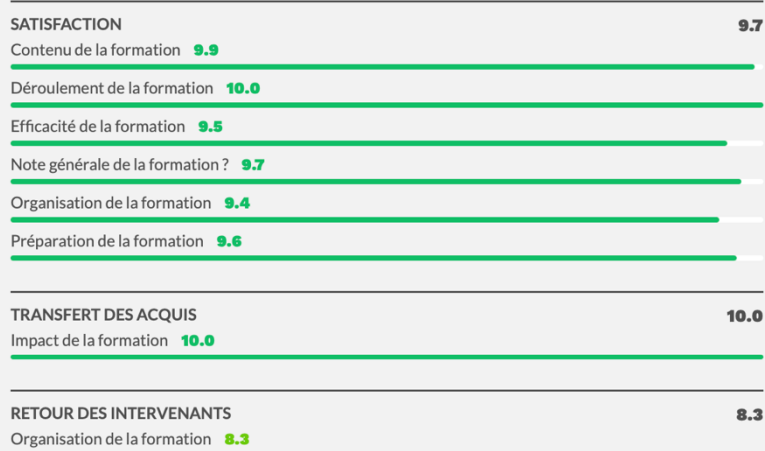 SATISFACTION 9.7
Contenu de la formation 9.9
Déroulement de la formation 10.0
Efficacité de la formation 9.5
Note générale de la formation ? 9.7
Organisation de la formation 9.4
Préparation de la formation 9.6
TRANSFERT DES ACQUIS 10.0
Impact de la formation 10.0
RETOUR DES INTERVENANTS 8.3
Organisation de la formation 8.3